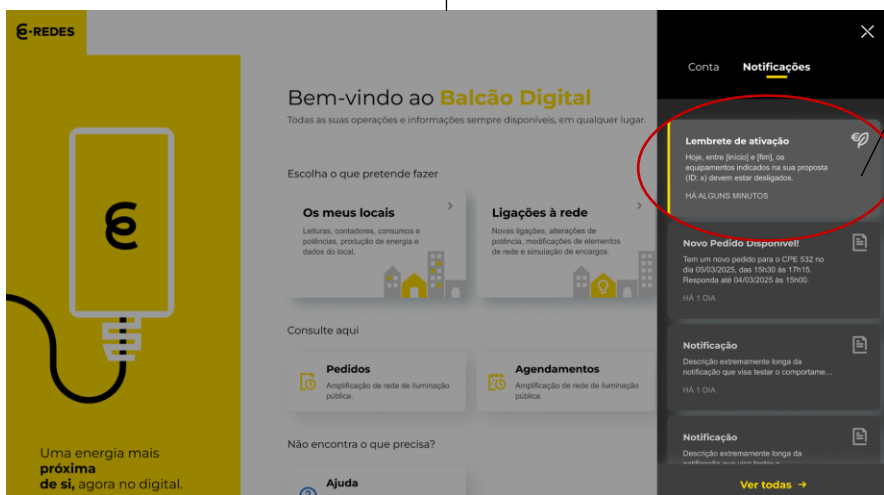 E-REDES
Uma energia mais
próxima
de si, agora no digital.
Bem-vindo ao Balcão Digital
Todas as suas operações e informações sempre disponíveis, em qualquer lugar.
Escolha o que pretende fazer
Os meus locais
Leituras, contadores, consumos e
potências, produção de energia e
dados do local.
Ligações à rede
Novas ligações, alterações de
potência, modificações de elementos
de rede e simulação de encargos.
Consulte aqui
Pedidos
Amplificação de rede de iluminação
pública.
Agendamentos
Amplificação de rede de iluminação
pública.
Não encontra o que precisa?
Ajuda
Conta Notificações
Lembrete de ativação
Hoje, entre [início] e [fim], os
equipamentos indicados na sua proposta
(ID: x) devem estar desligados.
HÁ ALGUNS MINUTOS
Novo Pedido Disponível!
Tem um novo pedido para o CPE 532 no
dia 05/03/2025, das 15h30 às 17h15.
Responda até 04/03/2025 às 15h00.
HÁ 1 DIA
Notificação
Descrição extremamente longa da
notificação que visa testar o comportame...
HÁ 1 DIA
Notificação
Descrição extremamente longa da
notificação que visa testar o
Ver todas →